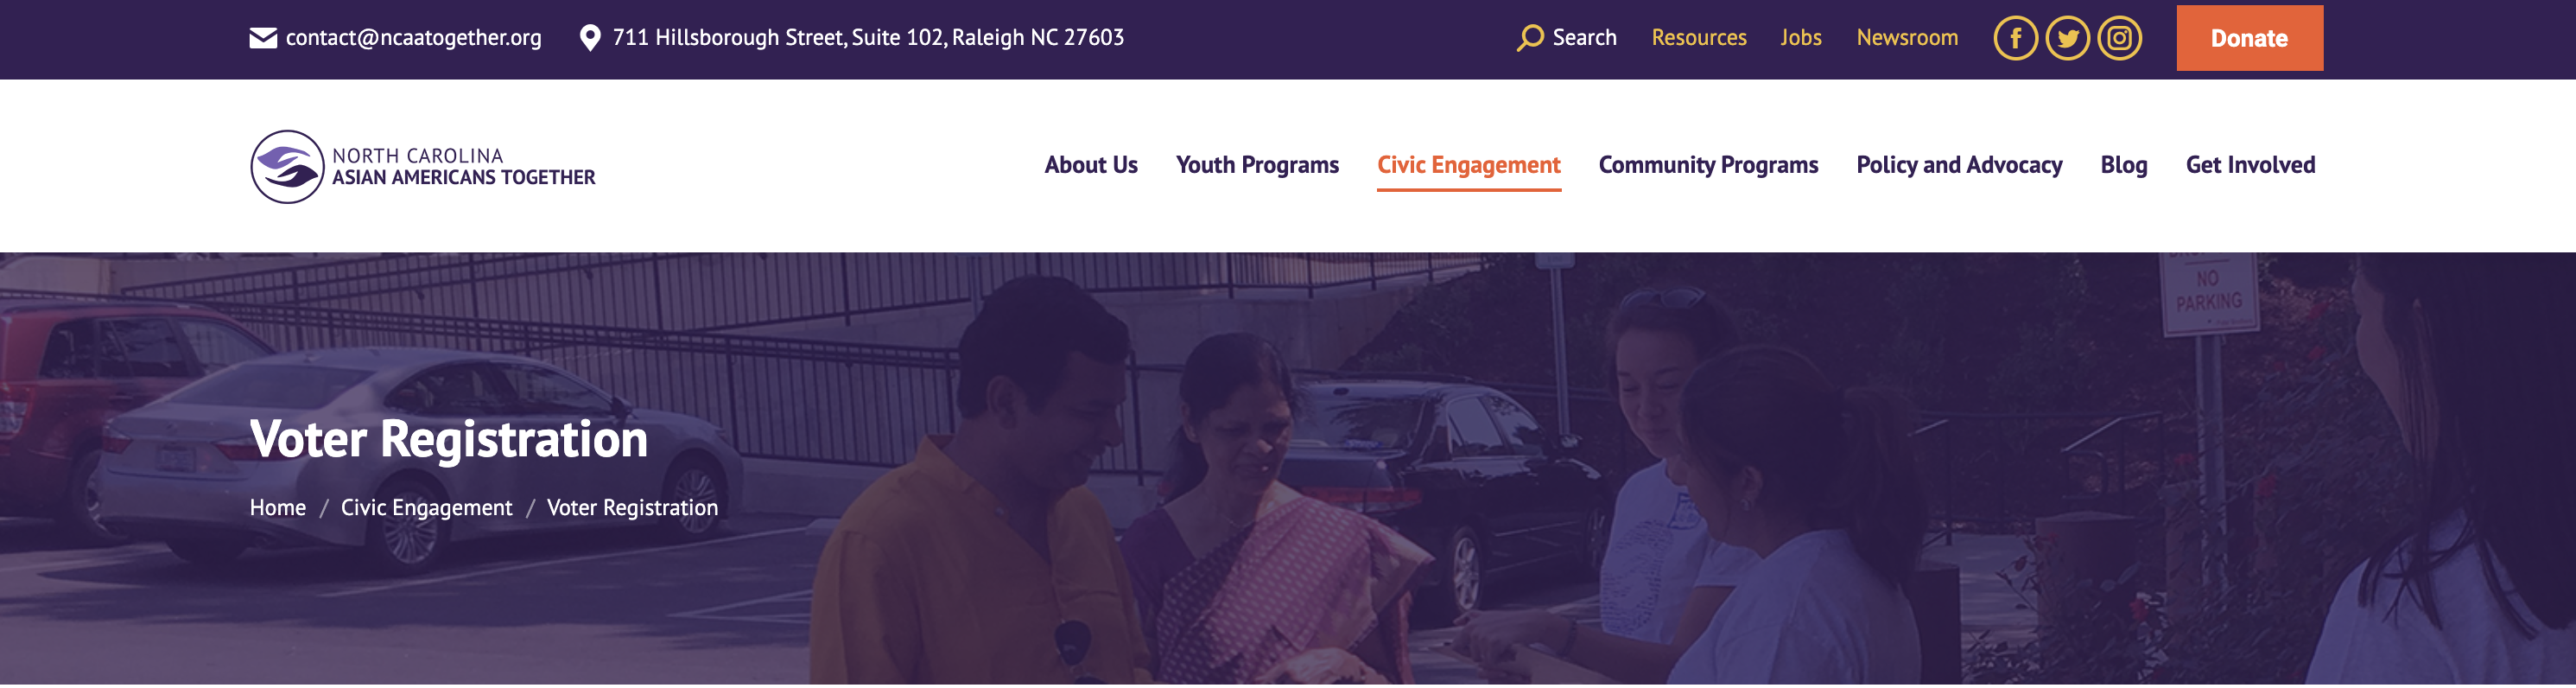 contact@ncaatogether.org
711 Hillsborough Street, Suite 102, Raleigh NC 27603
Search
Resources
Jobs
Newsroom
Donate
NORTH CAROLINA
ASIAN AMERICANS TOGETHER
About Us
Youth Programs
Civic Engagement
Community Programs
Policy and Advocacy
Blog
Get Involved
NO
PARKING
Voter Registration
Home / Civic Engagement / Voter Registration